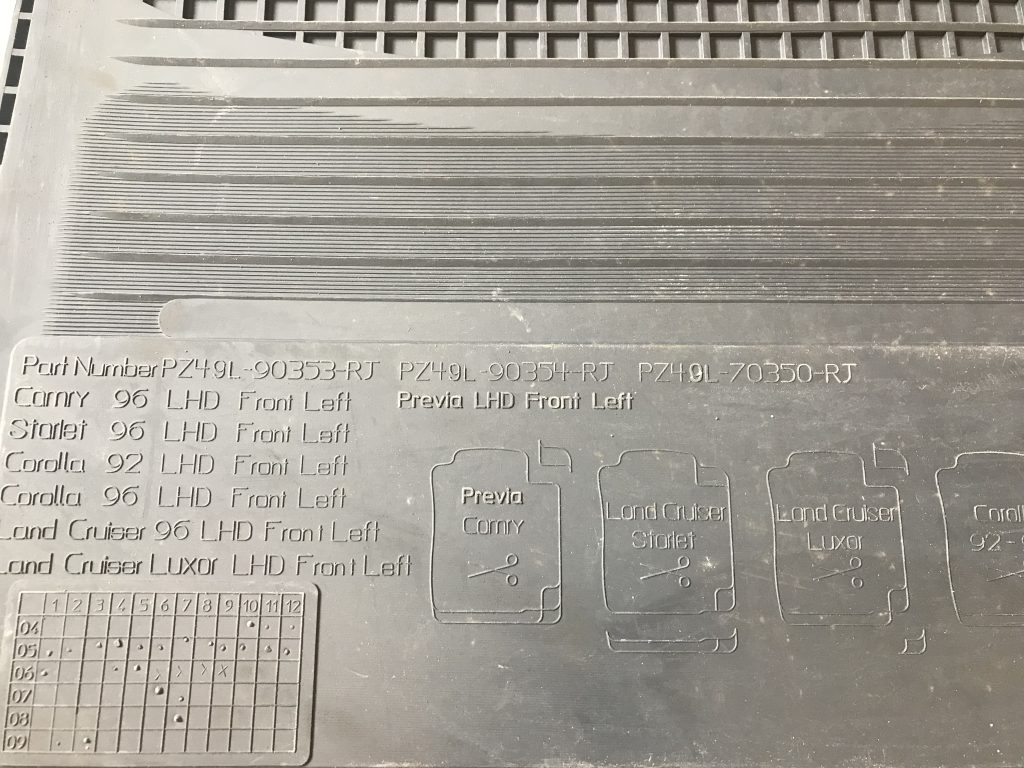 Part Number PZ49L-90353-RJ PZ49L-90354-RJ PZ49L-70350-RJ
Camry 96 LHD Front Left Previa LHD Front Left
Starlet 96 LHD Front Left
Corolla 92 LHD Front Left
Corolla 96 LHD Front Left
Land Cruiser 96 LHD Front Left
Land Cruiser Luxor LHD Front Left
Previa
Camry
Land Cruiser
Starlet
Land Cruiser
Luxor
Coroll
92-9
1 2 3 4 5 6 7 8 9 10 11 12
04
05
06
07
08
09